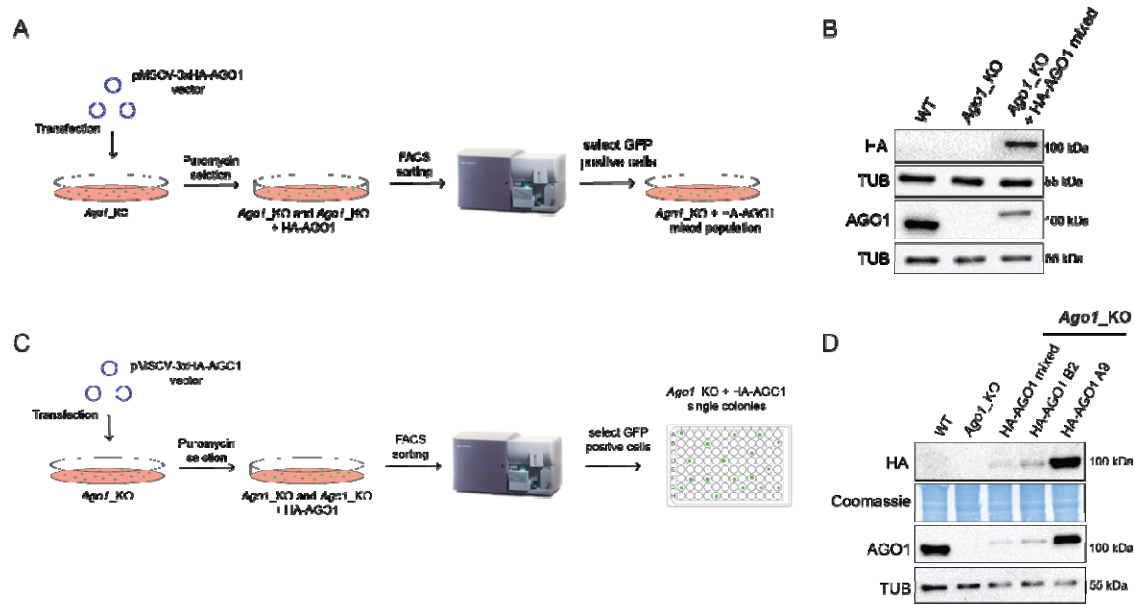 A
pMSCV-3xHA-AGO1
vector
Transfection
Ago1_KO
Puromycin
selction
Ago1_KO and Ago1_KO
+ HA-AGO1
FACS
sorting
select GFP
positive cells
Ago1_KO + HA-AGO1
mixed population
B
WT
Ago1_KO
Ago1_KO
+ HA-AGO1 mixed
HA
100 kDa
TUB
55 kDa
AGO1
100 kDa
TUB
55 kDa
C
pMSCV-3xHA-AGO1
vector
Transfection
Ago1_KO
Puromycin
selction
Ago1_KO and Ago1_KO
+ HA-AGO1
FACS
sorting
select GFP
positive cells
Ago1_KO + HA-AGO1
single colonies
D
Ago1_KO
WT
Ago1_KO
HA-AGO1 mixed
HA-AGO1 B2
HA-AGO1 A9
HA
100 kDa
Coomassie
AGO1
100 kDa
TUB
55 kDa